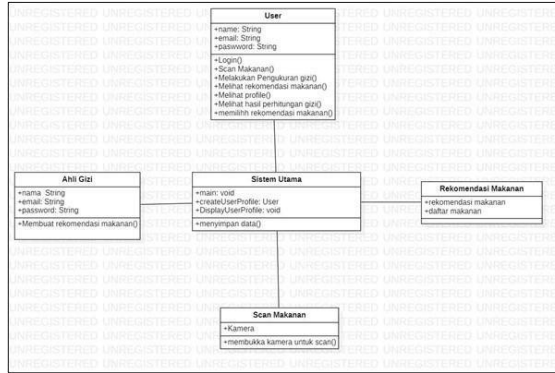 User
+name: String
+email: String
+paswword: String
+Login()
+Scan Makanan()
+Melakukan Pengukuran gizi()
+Melihat rekomendasi makanan()
+Melihat profile()
+Melihat hasil perhitungan gizi()
+memilihh rekomendasi makanan()
Ahli Gizi
+nama String
+email: String
+password: String
+Membuat rekomendasi makanan()
Sistem Utama
+main: void
+createUserProfile: User
+DisplayUserProfile: void
+menyimpan data()
Rekomendasi Makanan
+rekomendasi makanan
+daftar makanan
Scan Makanan
+Kamera
+membukka kamera untuk scan()